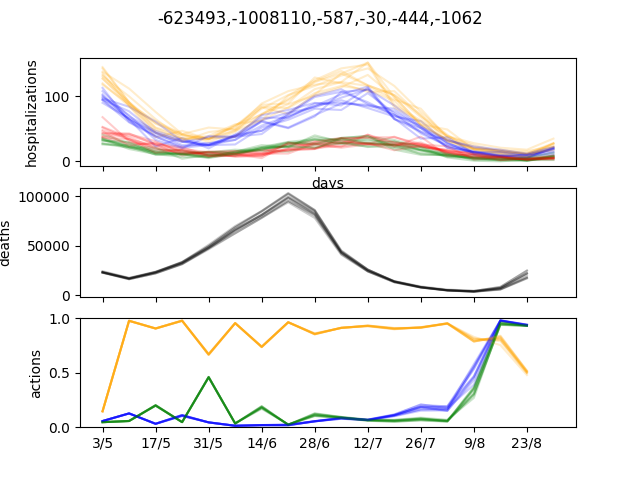 -623493,-1008110,-587,-30,-444,-1062
hospitalizations
100
0
days
deaths
100000
50000
0
actions
1.0
0.5
0.0
3/5 17/5 31/5 14/6 28/6 12/7 26/7 9/8 23/8